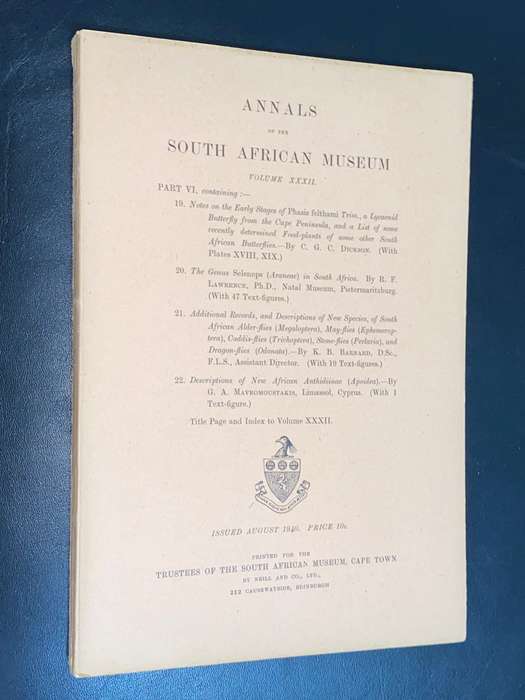 ANNALS
OF THE
SOUTH AFRICAN MUSEUM
VOLUME XXXII.
PART VI, containing :—
19. Notes on the Early Stages of Phasis felthami Trim., a Lycaenid
Butterfly from the Cape Peninsula, and a List of some
recently determined Food-plants of some other South
African Butterflies.—By C. G. C. DICKSON. (With
Plates XVIII, XIX.)
20. The Genus Selenops (Araneae) in South Africa. By R. F.
LAWRENCE, Ph.D., Natal Museum, Pietermaritzburg.
(With 47 Text-figures.)
21. Additional Records, and Descriptions of New Species, of South
African Alder-flies (Megaloptera), May-flies (Ephemerop-
tera), Caddis-flies (Trichoptera), Stone-flies (Perlaria), and
Dragon-flies (Odonata).—By K. H. BARNARD, D.Sc.,
F.L.S., Assistant Director. (With 19 Text-figures.)
22. Descriptions of New African Anthidiinae (Apoidea).—By
G. A. MAVROMOUSTAKIS, Limassol, Cyprus. (With 1
Text-figure.)
Title Page and Index to Volume XXXII.
ISSUED AUGUST 1940. PRICE 10s.
PRINTED FOR THE
TRUSTEES OF THE SOUTH AFRICAN MUSEUM, CAPE TOWN
BY NEILL AND CO., LTD.,
212 CAUSEWAYSIDE, EDINBURGH